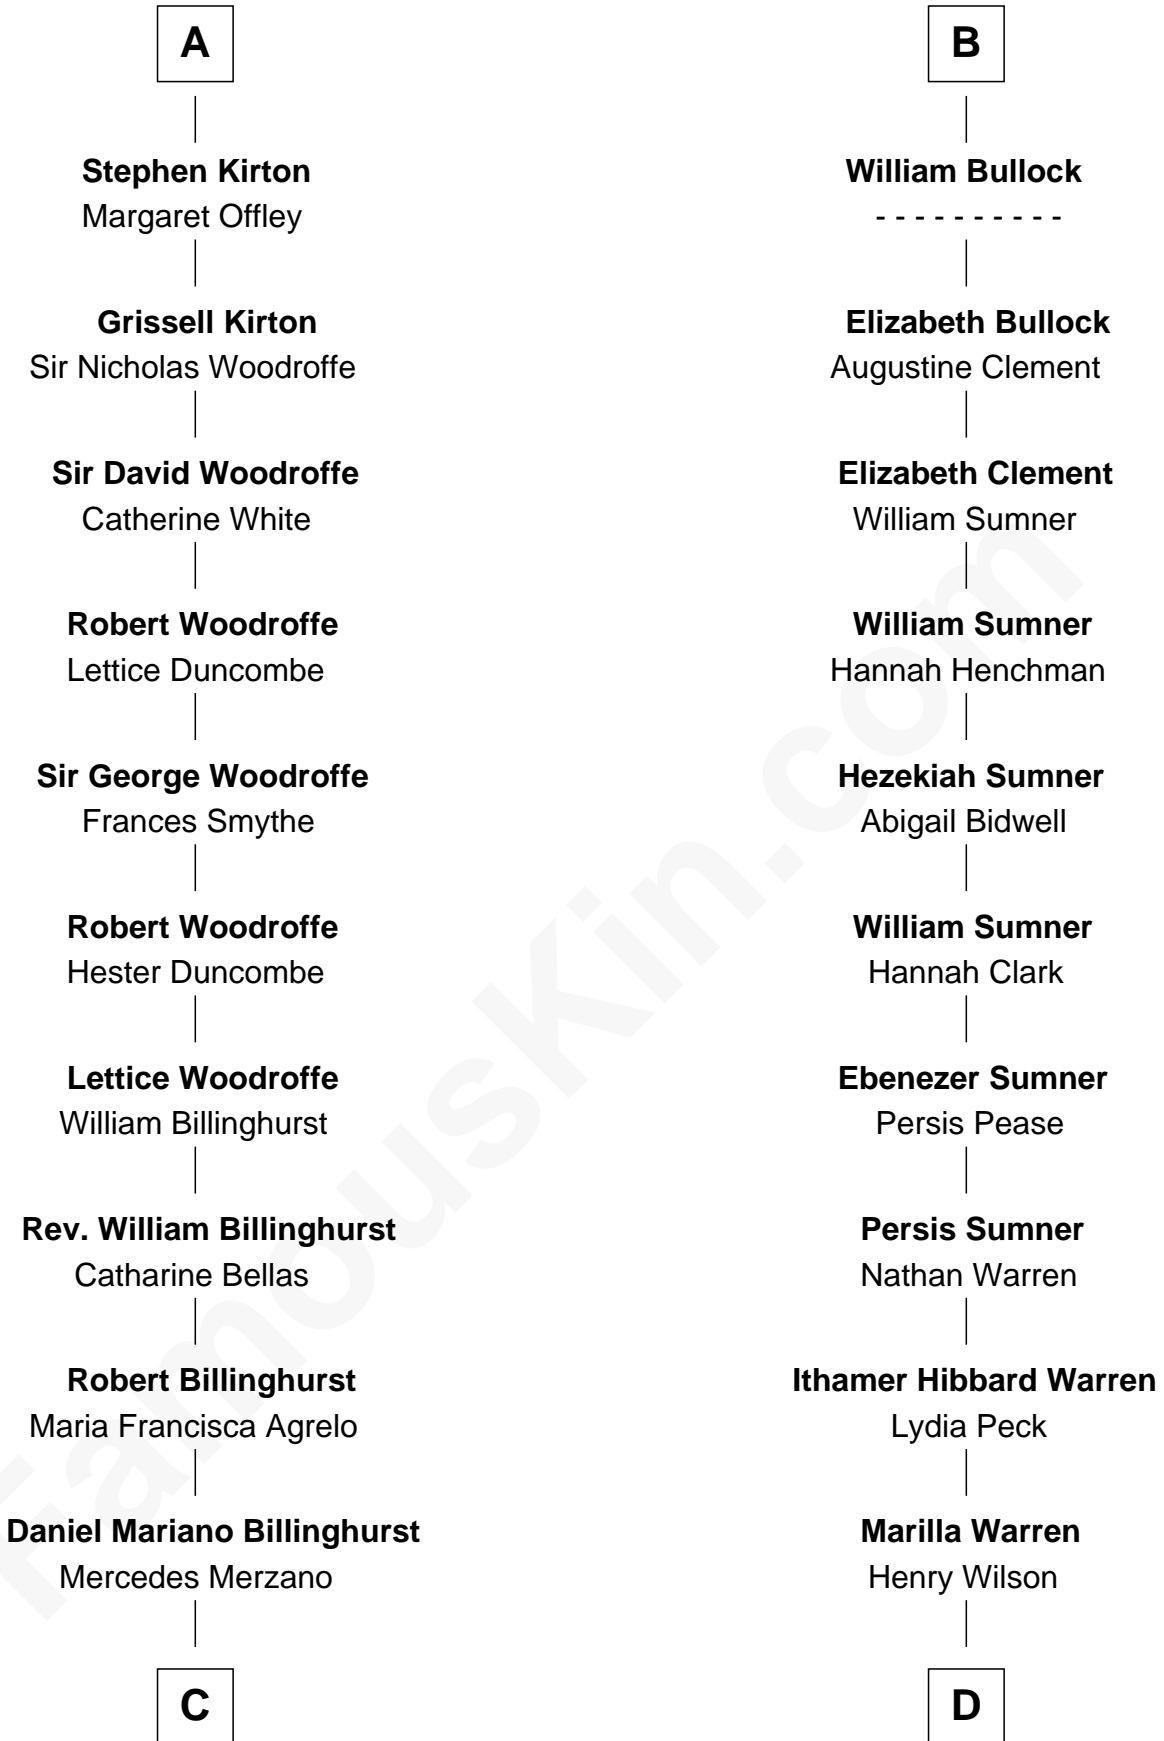 A
Stephen Kirton
Margaret Offley
Grissell Kirton
Sir Nicholas Woodroffe
Sir David Woodroffe
Catherine White
Robert Woodroffe
Lettice Duncombe
Sir George Woodroffe
Frances Smythe
Robert Woodroffe
Hester Duncombe
Lettice Woodroffe
William Billinghurst
Rev. William Billinghurst
Catharine Bellas
Robert Billinghurst
Maria Francisca Agrelo
Daniel Mariano Billinghurst
Mercedes Merzano
C
B
William Bullock
- - - - - - - - - -
Elizabeth Bullock
Augustine Clement
Elizabeth Clement
William Sumner
William Sumner
Hannah Henchman
Hezekiah Sumner
Abigail Bidwell
William Sumner
Hannah Clark
Ebenezer Sumner
Persis Pease
Persis Sumner
Nathan Warren
Ithamer Hibbard Warren
Lydia Peck
Marilla Warren
Henry Wilson
D
FamousKin.com